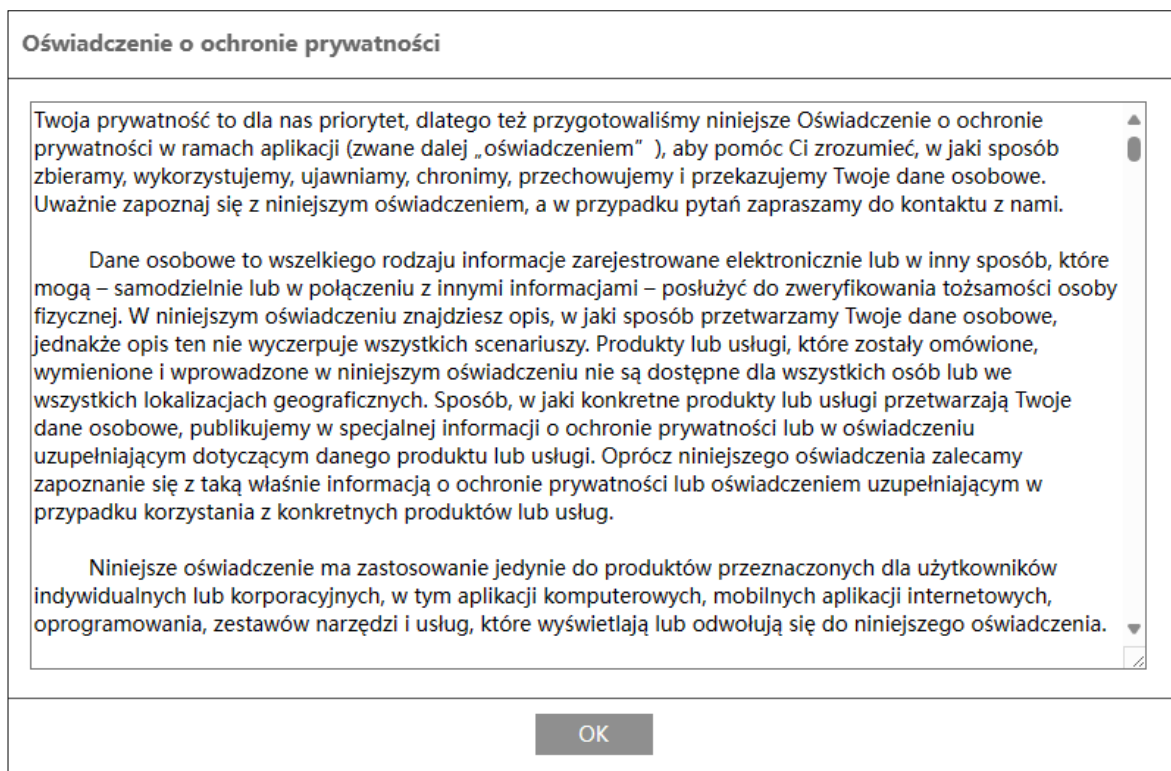 Oświadczenie o ochronie prywatności
Twoja prywatność to dla nas priorytet, dlatego też przygotowaliśmy niniejsze Oświadczenie o ochronie
prywatności w ramach aplikacji (zwane dalej „oświadczeniem” ), aby pomóc Ci zrozumieć, w jaki sposób
zbieramy, wykorzystujemy, ujawniamy, chronimy, przechowujemy i przekazujemy Twoje dane osobowe.
Uważnie zapoznaj się z niniejszym oświadczeniem, a w przypadku pytań zapraszamy do kontaktu z nami.
Dane osobowe to wszelkiego rodzaju informacje zarejestrowane elektronicznie lub w inny sposób, które
mogą – samodzielnie lub w połączeniu z innymi informacjami – posłużyć do zweryfikowania tożsamości osoby
fizycznej. W niniejszym oświadczeniu znajdziesz opis, w jaki sposób przetwarzamy Twoje dane osobowe,
jednakże opis ten nie wyczerpuje wszystkich scenariuszy. Produkty lub usługi, które zostały omówione,
wymienione i wprowadzone w niniejszym oświadczeniu nie są dostępne dla wszystkich osób lub we
wszystkich lokalizacjach geograficznych. Sposób, w jaki konkretne produkty lub usługi przetwarzają Twoje
dane osobowe, publikujemy w specjalnej informacji o ochronie prywatności lub w oświadczeniu
uzupełniającym dotyczącym danego produktu lub usługi. Oprócz niniejszego oświadczenia zalecamy
zapoznanie się z taką właśnie informacją o ochronie prywatności lub oświadczeniem uzupełniającym w
przypadku korzystania z konkretnych produktów lub usług.
Niniejsze oświadczenie ma zastosowanie jedynie do produktów przeznaczonych dla użytkowników
indywidualnych lub korporacyjnych, w tym aplikacji komputerowych, mobilnych aplikacji internetowych,
oprogramowania, zestawów narzędzi i usług, które wyświetlają lub odwołują się do niniejszego oświadczenia.
OK